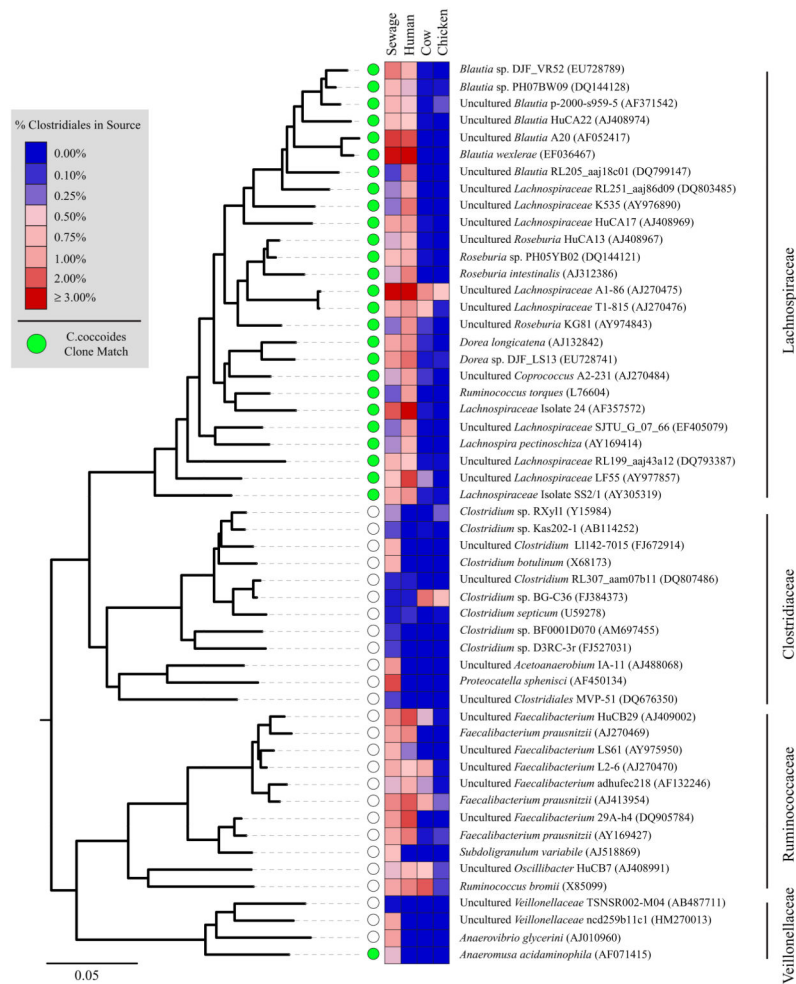 Sewage
Human
Cow
Chicken
% Clostridiales in Source
0.00%
0.10%
0.25%
0.50%
0.75%
1.00%
2.00%
≥ 3.00%
C.coccoides
Clone Match
Blautia sp. DJF_VR52 (EU728789)
Blautia sp. PH07BW09 (DQ144128)
Uncultured Blautia p-2000-s959-5 (AF371542)
Uncultured Blautia HuCA22 (AJ408974)
Uncultured Blautia A20 (AF052417)
Blautia wexlerae (EF036467)
Uncultured Blautia RL205_aaj18c01 (DQ799147)
Uncultured Lachnospiraceae RL251_aaj86d09 (DQ803485)
Uncultured Lachnospiraceae K535 (AY976890)
Uncultured Lachnospiraceae HuCA17 (AJ408969)
Uncultured Roseburia HuCA13 (AJ408967)
Roseburia sp. PH05YB02 (DQ144121)
Roseburia intestinalis (AJ312386)
Uncultured Lachnospiraceae A1-86 (AJ270475)
Uncultured Lachnospiraceae T1-815 (AJ270476)
Uncultured Roseburia KG81 (AY974843)
Dorea longicatena (AJ132842)
Dorea sp. DJF_LS13 (EU728741)
Uncultured Coprococcus A2-231 (AJ270484)
Ruminococcus torques (L76604)
Lachnospiraceae Isolate 24 (AF357572)
Uncultured Lachnospiraceae SJTU_G_07_66 (EF405079)
Lachnospira pectinoschiza (AY169414)
Uncultured Lachnospiraceae RL199_aaj43a12 (DQ793387)
Uncultured Lachnospiraceae LF55 (AY977857)
Lachnospiraceae Isolate SS2/1 (AY305319)
Clostridium sp. RXyl1 (Y15984)
Clostridium sp. Kas202-1 (AB114252)
Uncultured Clostridium Ll142-7015 (FJ672914)
Clostridium botulinum (X68173)
Uncultured Clostridium RL307_aam07b11 (DQ807486)
Clostridium sp. BG-C36 (FJ384373)
Clostridium septicum (U59278)
Clostridium sp. BF0001D070 (AM697455)
Clostridium sp. D3RC-3r (FJ527031)
Uncultured Acetoanaerobium IA-11 (AJ488068)
Proteocatella sphenisci (AF450134)
Uncultured Clostridiales MVP-51 (DQ676350)
Uncultured Faecalibacterium HuCB29 (AJ409002)
Faecalibacterium prausnitzii (AJ270469)
Uncultured Faecalibacterium LS61 (AY975950)
Uncultured Faecalibacterium L2-6 (AJ270470)
Uncultured Faecalibacterium adhufec218 (AF132246)
Faecalibacterium prausnitzii (AJ413954)
Uncultured Faecalibacterium 29A-h4 (DQ905784)
Faecalibacterium prausnitzii (AY169427)
Subdoligranulum variabile (AJ518869)
Uncultured Oscillibacter HuCB7 (AJ408991)
Ruminococcus bromii (X85099)
Uncultured Veillonellaceae TSNSR002-M04 (AB487711)
Uncultured Veillonellaceae ncd259b11c1 (HM270013)
Anaerovibrio glycerini (AJ010960)
Anaeromusa acidaminophila (AF071415)
Lachnospiraceae
Clostridiaceae
Ruminococcaceae
Veillonellaceae
0.05